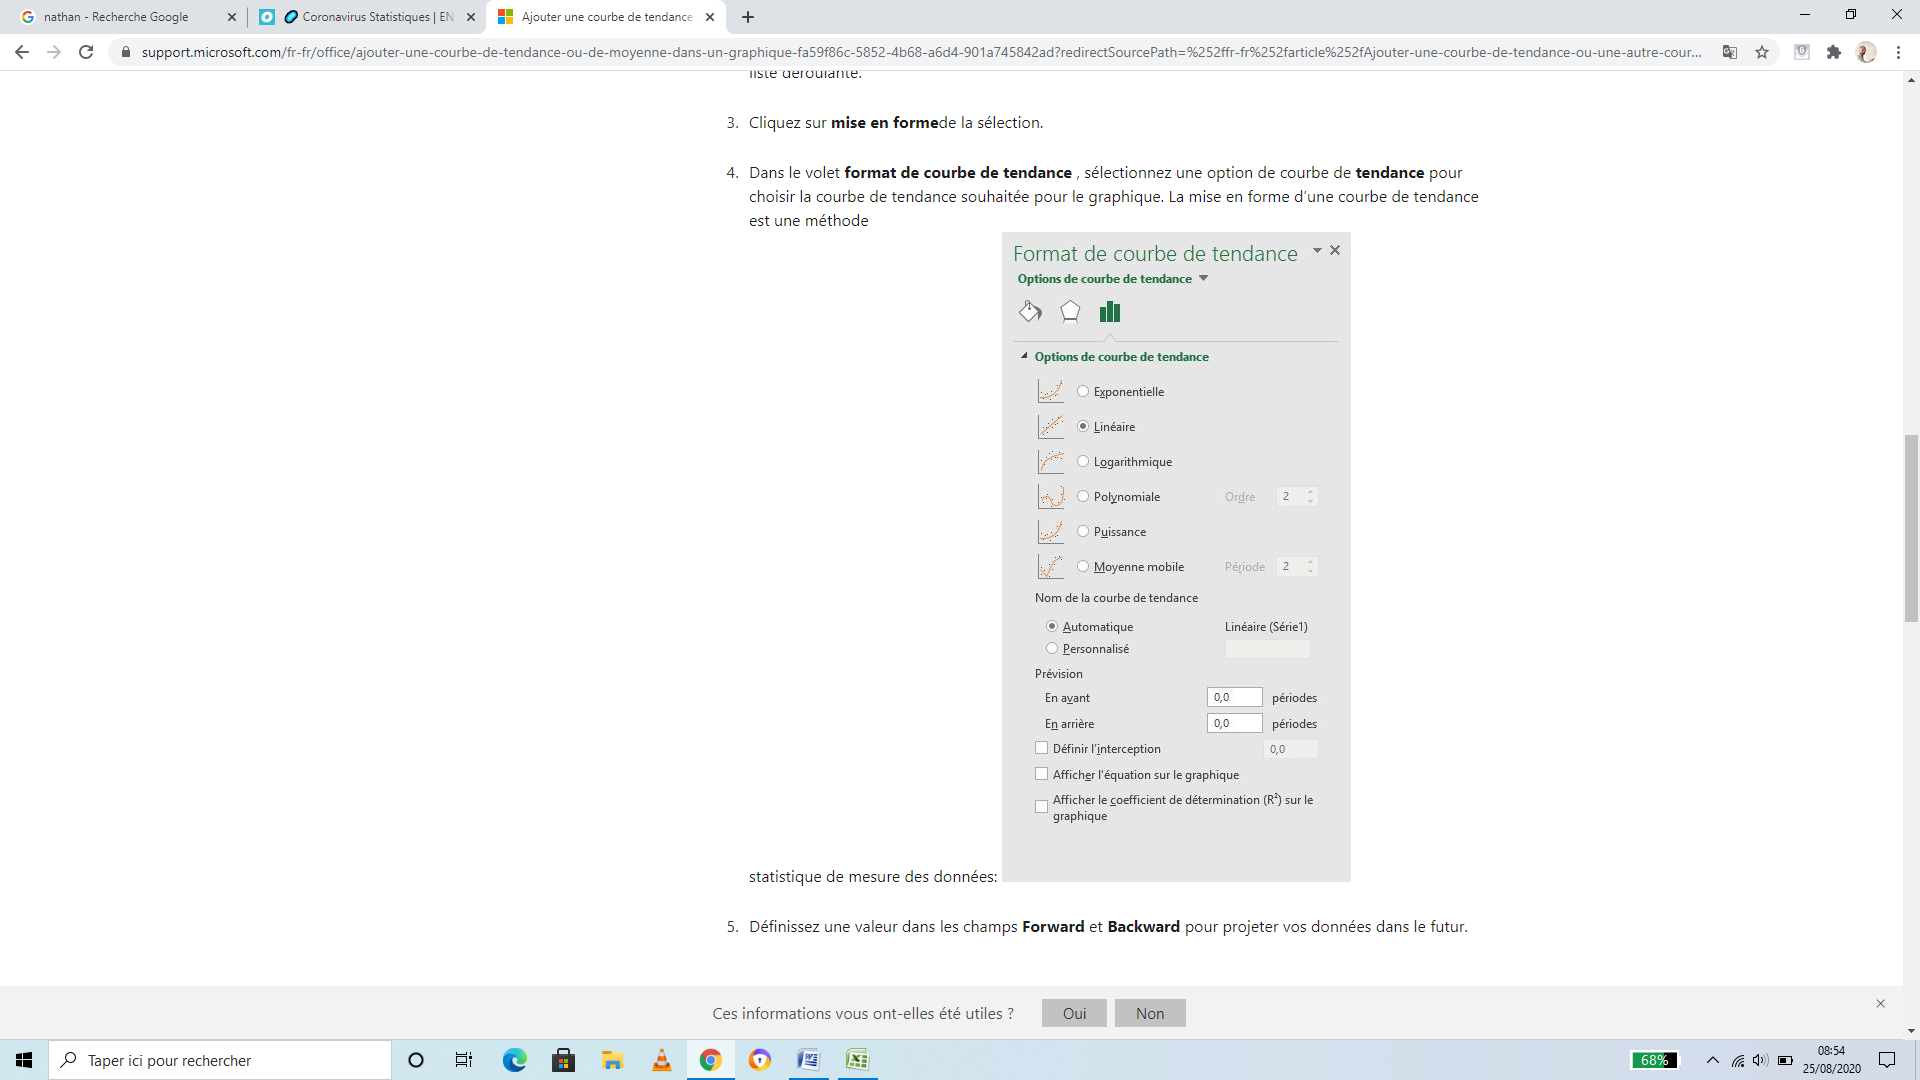 nathan - Recherche Google
Coronavirus Statistiques | EN
Ajouter une courbe de tendance
support.microsoft.com/fr-fr/office/ajouter-une-courbe-de-tendance-ou-de-moyenne-dans-un-graphique-fa59f86c-5852-4b68-a6d4-901a745842ad?redirectSourcePath=%252ffr-fr%252farticle%252fAjouter-une-courbe-de-tendance-ou-une-autre-cour...
liste déroulante.
3. Cliquez sur mise en formede la sélection.
4. Dans le volet format de courbe de tendance , sélectionnez une option de courbe de tendance pour
choisir la courbe de tendance souhaitée pour le graphique. La mise en forme d'une courbe de tendance
est une méthode
Format de courbe de tendance
Options de courbe de tendance
Options de courbe de tendance
Exponentielle
Linéaire
Logarithmique
Polynomiale Ordre 2
Puissance
Moyenne mobile Période 2
Nom de la courbe de tendance
Automatique Linéaire (Série1)
Personnalisé
Prévision
En avant 0,0 périodes
En arrière 0,0 périodes
Définir l'interception 0,0
Afficher l'équation sur le graphique
Afficher le coefficient de détermination (R²) sur le
graphique
statistique de mesure des données:
5. Définissez une valeur dans les champs Forward et Backward pour projeter vos données dans le futur.
Ces informations vous ont-elles été utiles ? Oui Non
Taper ici pour rechercher
68%
08:54
25/08/2020